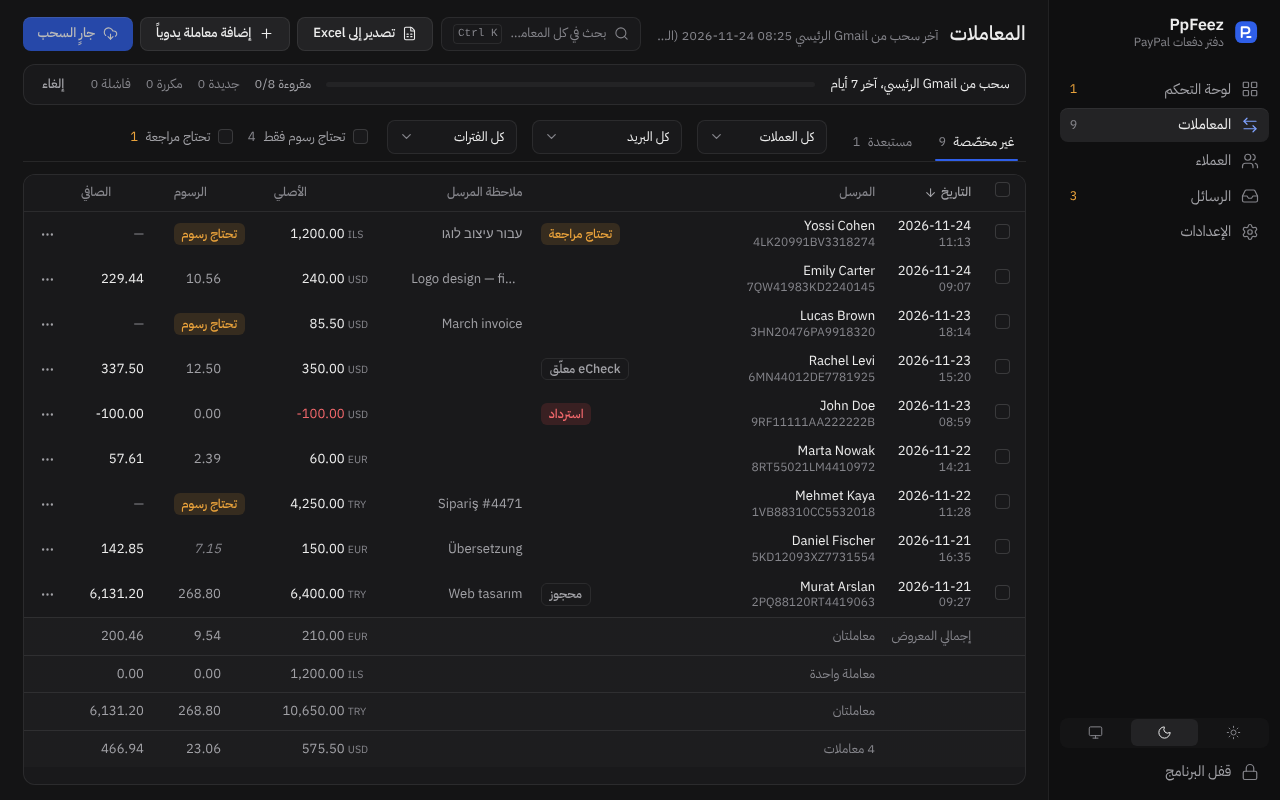 PpFeez
دفتر دفعات PayPal
لوحة التحكم 1
المعاملات 9
العملاء
الرسائل 3
الإعدادات
قفل البرنامج
المعاملات
آخر سحب من Gmail الرئيسي 2026-11-24 08:25 (الـ...
بحث في كل المعامـ... Ctrl K
تصدير إلى Excel
إضافة معاملة يدوياً
جارٍ السحب
سحب من Gmail الرئيسي، آخر 7 أيام
مقروءة 0/8 جديدة 0 مكررة 0 فاشلة 0 إلغاء
غير مخصّصة 9 مستبعدة 1 كل العملات كل البريد كل الفترات تحتاج رسوم فقط 4 تحتاج مراجعة 1
التاريخ ↓ المرسل ملاحظة المرسل الأصلي الرسوم الصافي
2026-11-24 Yossi Cohen تحتاج مراجعة עבור עיצוב לוגו 1,200.00 ILS تحتاج رسوم —
11:13 4LK20991BV3318274
2026-11-24 Emily Carter Logo design — fi... 240.00 USD 10.56 229.44
09:07 7QW41983KD2240145
2026-11-23 Lucas Brown March invoice 85.50 USD تحتاج رسوم —
18:14 3HN20476PA9918320
2026-11-23 Rachel Levi eCheck معلّق 350.00 USD 12.50 337.50
15:20 6MN44012DE7781925
2026-11-23 John Doe استرداد -100.00 USD 0.00 -100.00
08:59 9RF11111AA222222B
2026-11-22 Marta Nowak 60.00 EUR 2.39 57.61
14:21 8RT55021LM4410972
2026-11-22 Mehmet Kaya Sipariş #4471 4,250.00 TRY تحتاج رسوم —
11:28 1VB88310CC5532018
2026-11-21 Daniel Fischer Übersetzung 150.00 EUR 7.15 142.85
16:35 5KD12093XZ7731554
2026-11-21 Murat Arslan محجوز Web tasarım 6,400.00 TRY 268.80 6,131.20
09:27 2PQ88120RT4419063
إجمالي المعروض معاملتان 210.00 EUR 9.54 200.46
معاملة واحدة 1,200.00 ILS 0.00 0.00
معاملتان 10,650.00 TRY 268.80 6,131.20
4 معاملات 575.50 USD 23.06 466.94